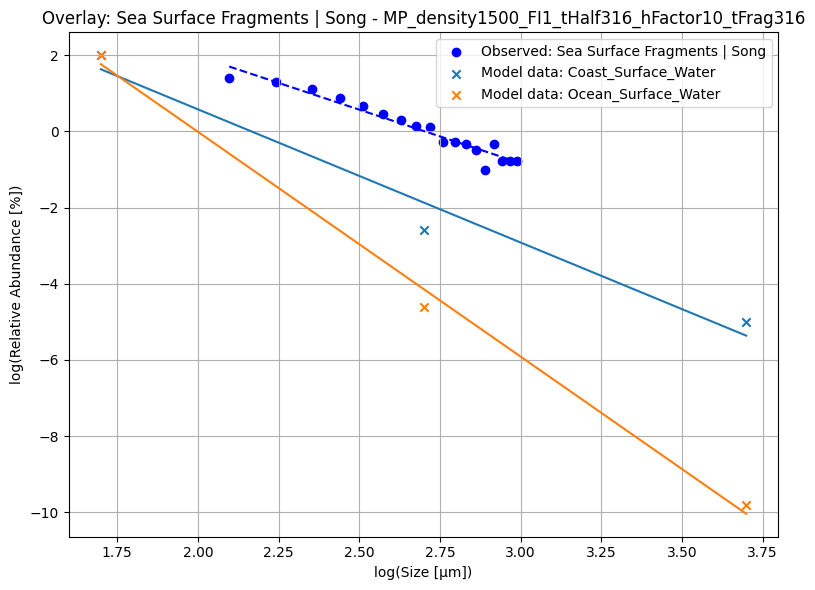 Overlay: Sea Surface Fragments | Song - MP_density1500_FI1_tHalf316_hFactor10_tFrag316
Observed: Sea Surface Fragments | Song
Model data: Coast_Surface_Water
Model data: Ocean_Surface_Water
log(Relative Abundance [%])
2
0
−2
−4
−6
−8
−10
1.75 2.00 2.25 2.50 2.75 3.00 3.25 3.50 3.75
log(Size [μm])